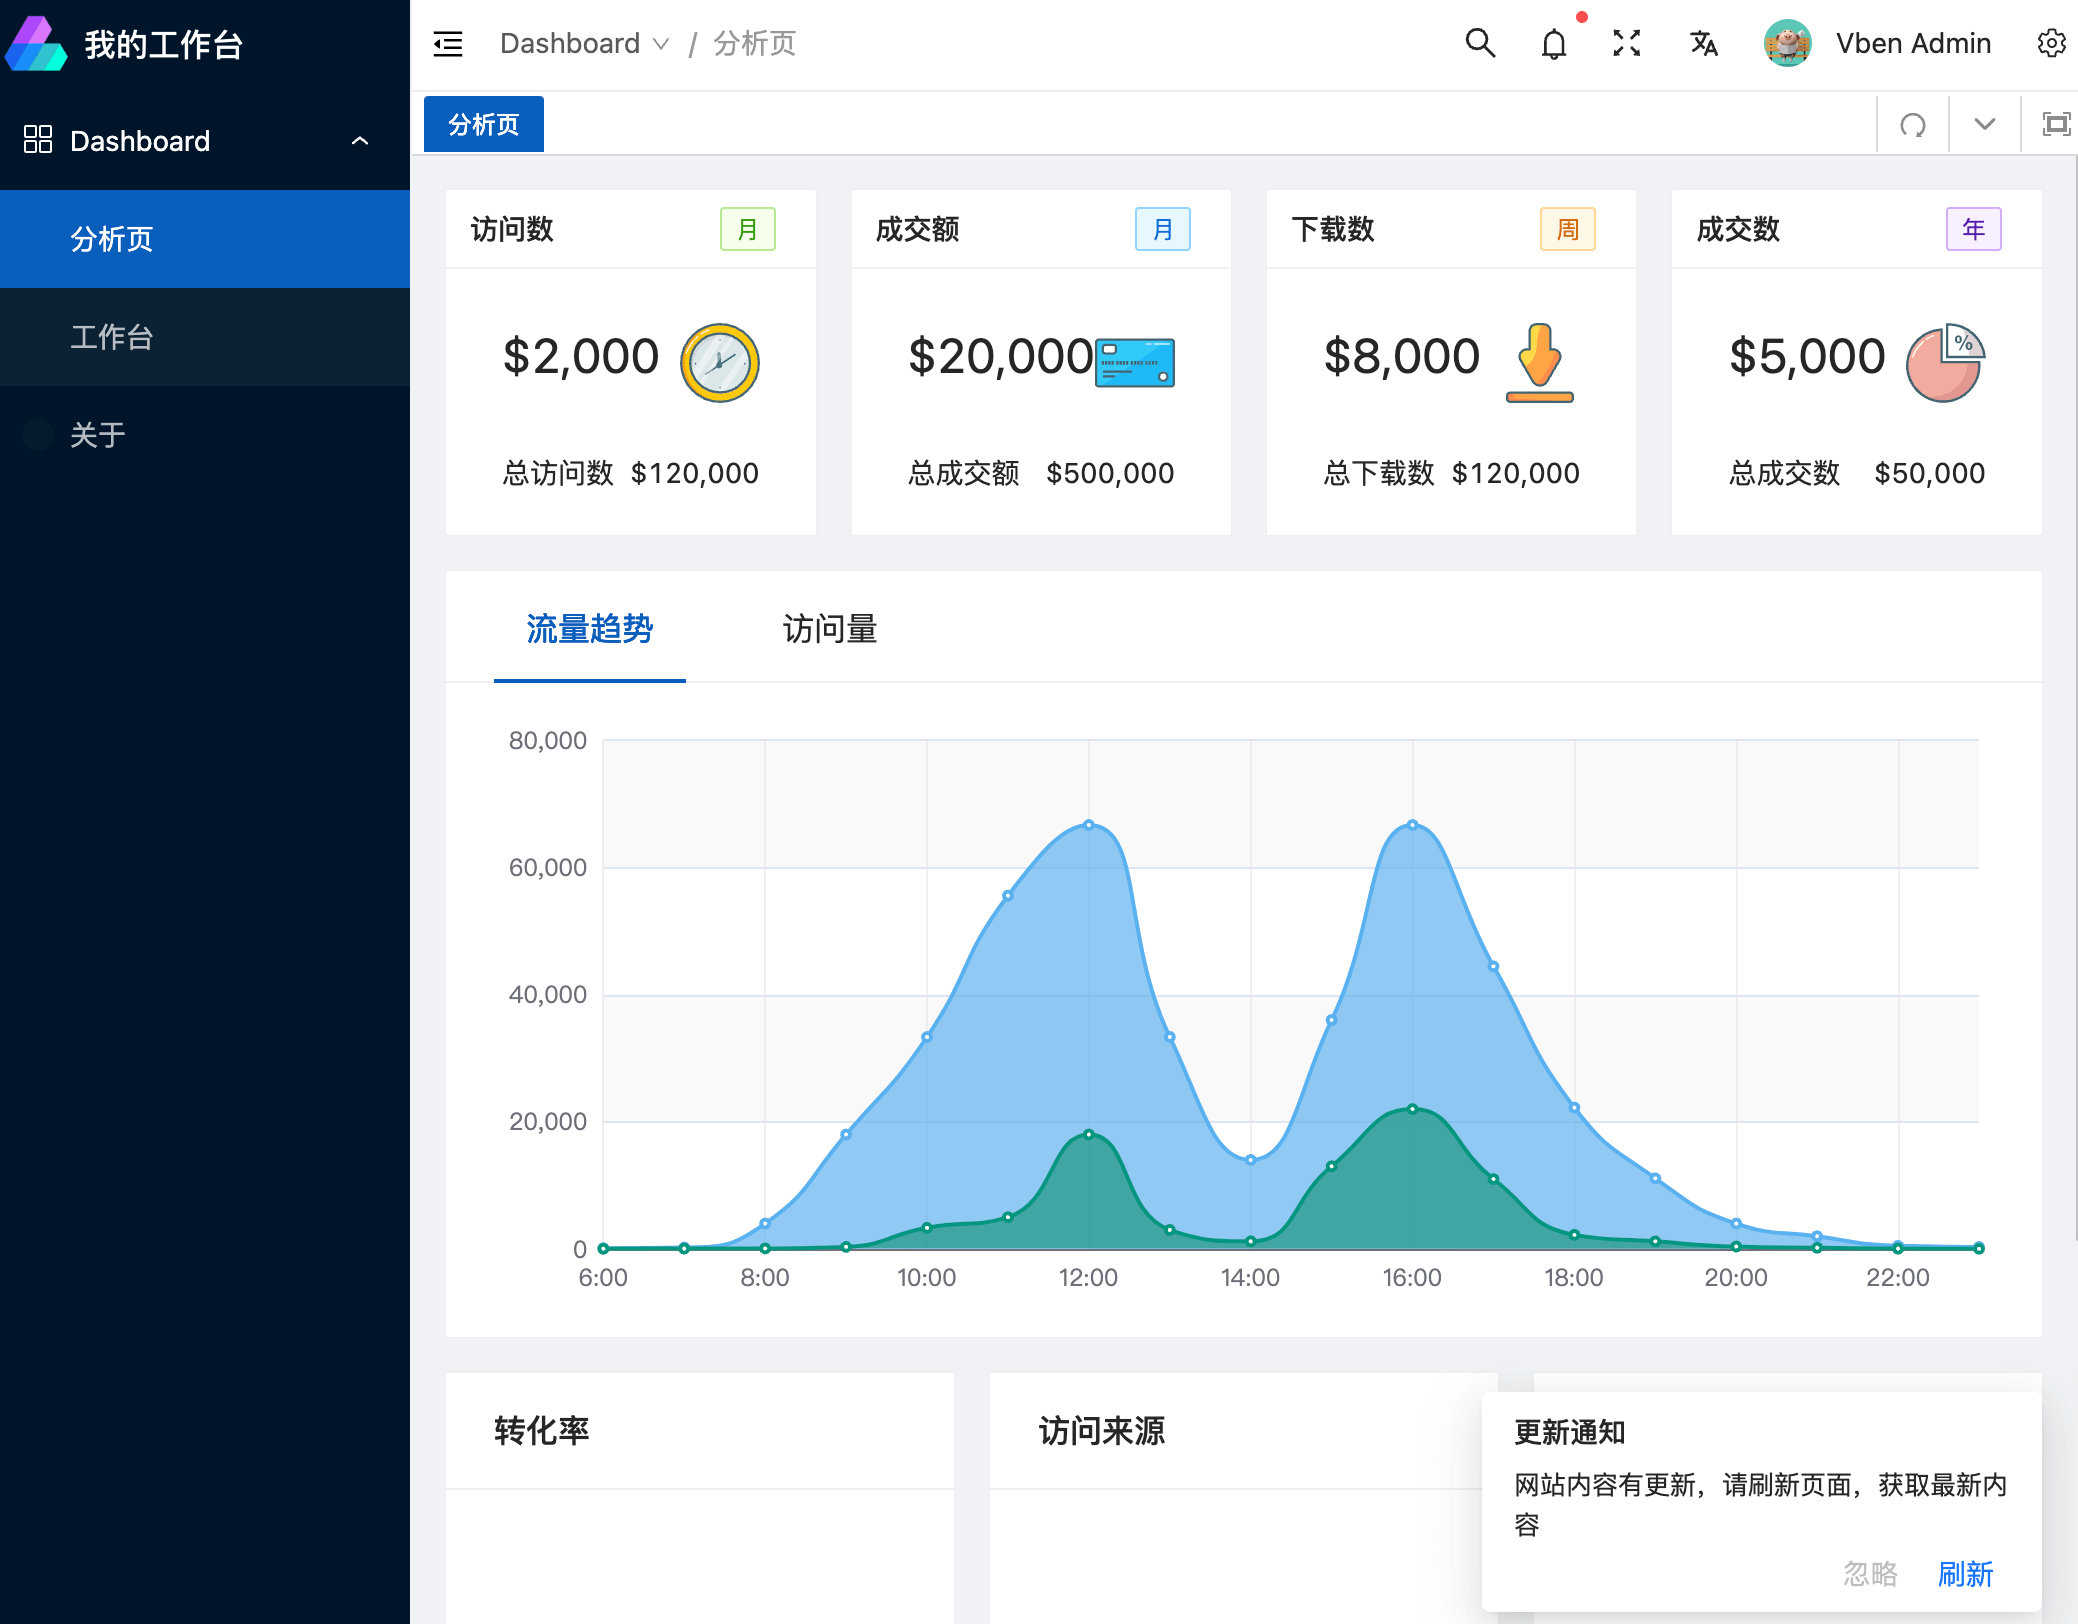 我的工作台
Dashboard
分析页
工作台
关于
Dashboard / 分析页
Vben Admin
分析页
访问数 月
$2,000
总访问数 $120,000
成交额 月
$20,000
总成交额 $500,000
下载数 周
$8,000
总下载数 $120,000
成交数 年
$5,000
%
总成交数 $50,000
流量趋势 访问量
80,000
60,000
40,000
20,000
0
6:00 8:00 10:00 12:00 14:00 16:00 18:00 20:00 22:00
转化率
访问来源
更新通知
网站内容有更新，请刷新页面，获取最新内
容
忽略 刷新